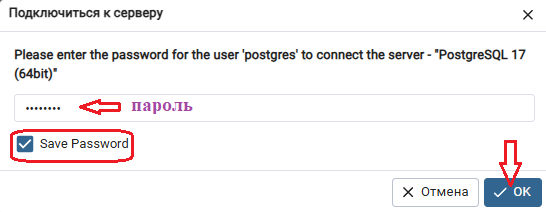 Подключиться к серверу
Please enter the password for the user 'postgres' to connect the server - "PostgreSQL 17
(64bit)"
•••••••• пароль
Save Password
Отмена OK